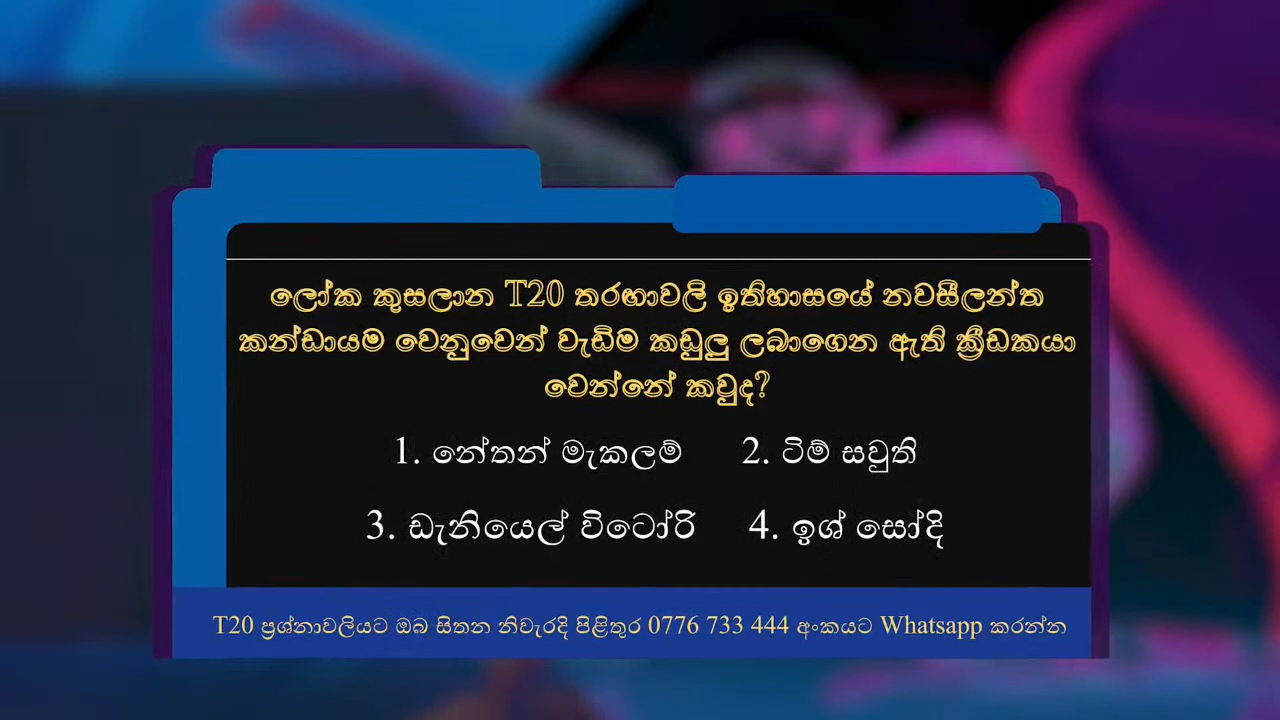 ලෝක කුසලාන T20 තරඟාවලි ඉතිහාසයේ නවසීලන්ත
කන්ඩායම වෙනුවෙන් වැඩිම කඩුලු ලබාගෙන ඇති ක්‍රීඩකයා
වෙන්නේ කවුද?
1. නේතන් මැකලම් 2. ටිම් සවුති
3. ඩැනියෙල් විටෝරි 4. ඉශ් සෝදි
T20 ප්‍රශ්නාවලියට ඔබ සිතන නිවැරදි පිළිතුර 0776 733 444 අංකයට Whatsapp කරන්න